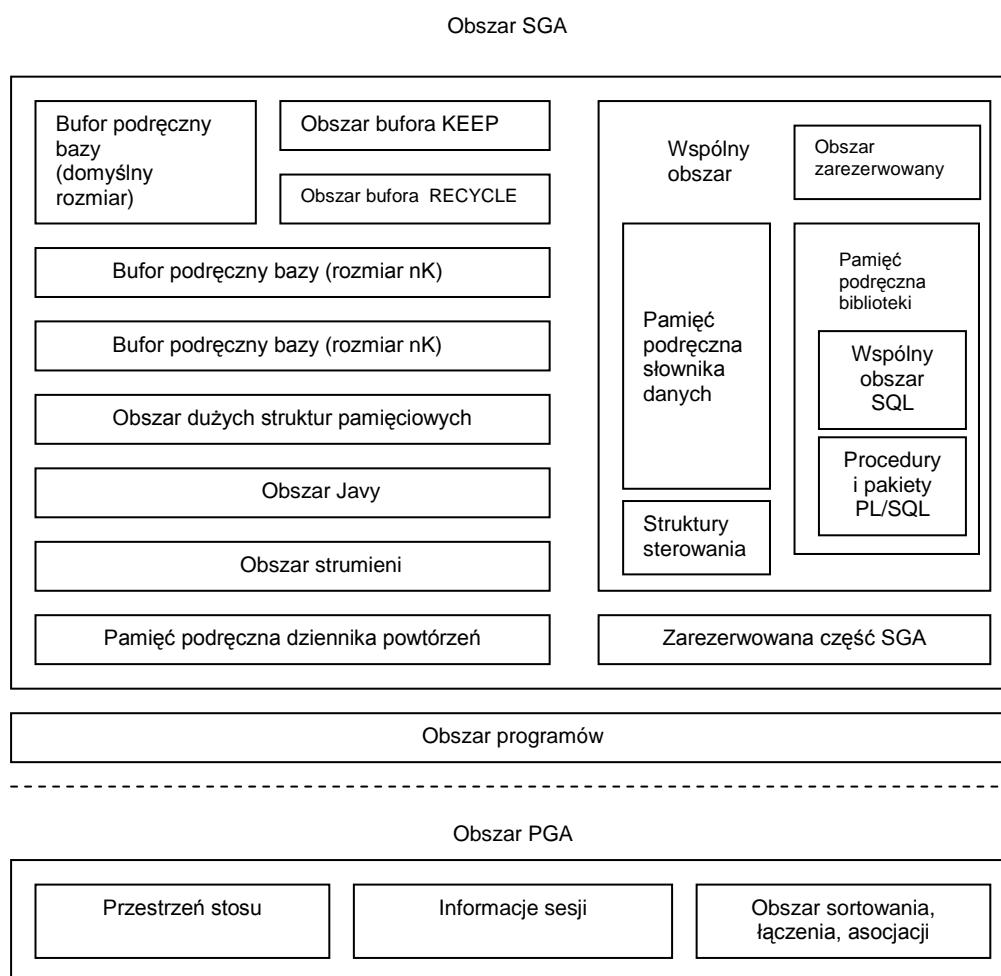 Obszar SGA
Bufor podręczny
bazy
(domyślny
rozmiar)
Obszar bufora KEEP
Obszar bufora RECYCLE
Bufor podręczny bazy (rozmiar nK)
Bufor podręczny bazy (rozmiar nK)
Obszar dużych struktur pamięciowych
Obszar Javy
Obszar strumieni
Pamięć podręczna dziennika powtórzeń
Wspólny
obszar
Obszar
zarezerwowany
Pamięć
podręczna
słownika
danych
Struktury
sterowania
Pamięć
podręczna
biblioteki
Wspólny
obszar
SQL
Procedury
i pakiety
PL/SQL
Zarezerwowana część SGA
Obszar programów
Obszar PGA
Przestrzeń stosu
Informacje sesji
Obszar sortowania,
łączenia, asocjacji